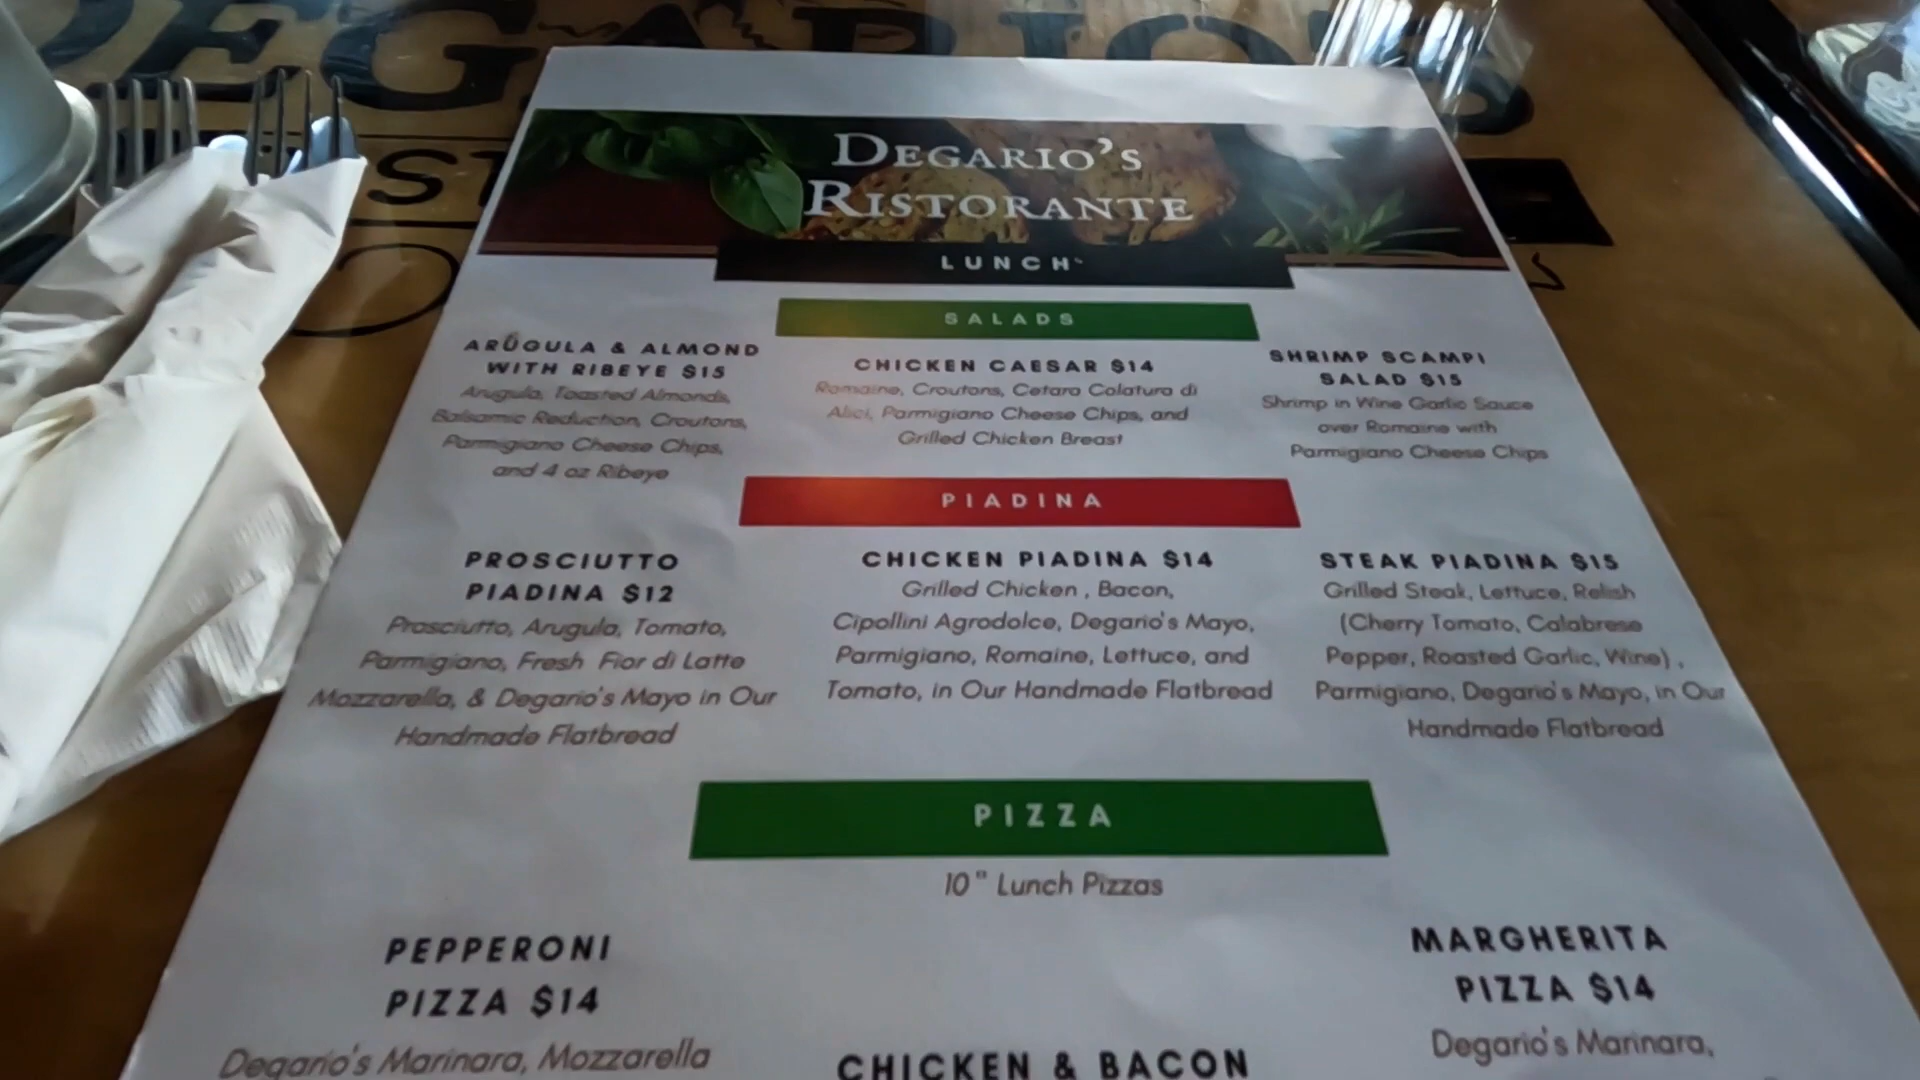 DEGARIO'S
DEGARIO'S
RISTORANTE
LUNCH
SALADS
ARUGULA & ALMOND
WITH RIBEYE $15
Arugula, Toasted Almonds,
Balsamic Reduction, Croutons,
Parmigiano Cheese Chips,
and 4 oz Ribeye
CHICKEN CAESAR $14
Romaine, Croutons, Cetara Colatura di
Alici, Parmigiano Cheese Chips, and
Grilled Chicken Breast
SHRIMP SCAMPI
SALAD $15
Shrimp in Wine Garlic Sauce
over Romaine with
Parmigiano Cheese Chips
PIADINA
PROSCIUTTO
PIADINA $12
Prosciutto, Arugula, Tomato,
Parmigiano, Fresh Fior di Latte
Mozzarella, & Degario's Mayo in Our
Handmade Flatbread
CHICKEN PIADINA $14
Grilled Chicken , Bacon,
Cipollini Agrodolce, Degario's Mayo,
Parmigiano, Romaine, Lettuce, and
Tomato, in Our Handmade Flatbread
STEAK PIADINA $15
Grilled Steak, Lettuce, Relish
(Cherry Tomato, Calabrese
Pepper, Roasted Garlic, Wine) ,
Parmigiano, Degario's Mayo, in Our
Handmade Flatbread
PIZZA
10" Lunch Pizzas
PEPPERONI
PIZZA $14
Degario's Marinara, Mozzarella
CHICKEN & BACON
MARGHERITA
PIZZA $14
Degario's Marinara,